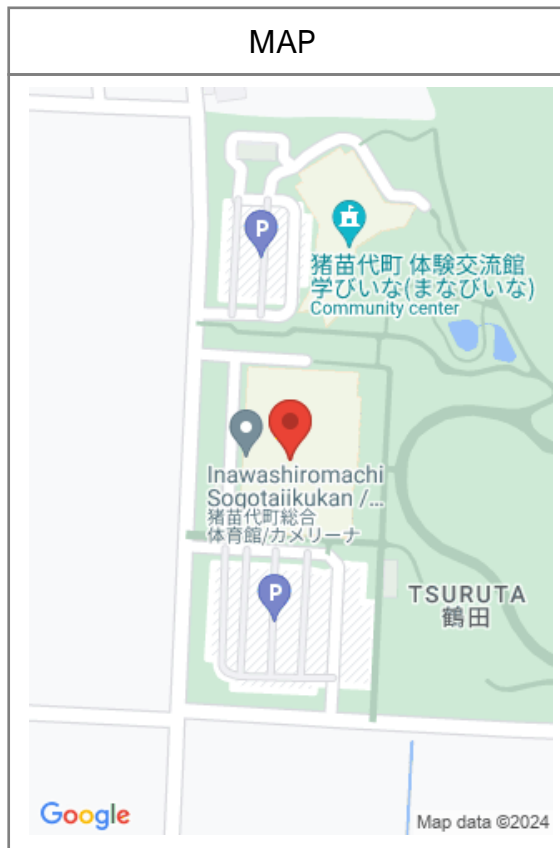 MAP
P
猪苗代町 体験交流館
学びいな(まなびいな)
Community center
Inawashiromachi
Sogotaiikukan /...
猪苗代町総合
体育館/カメリーナ
P
TSURUTA
鶴田
Google
Map data ©2024